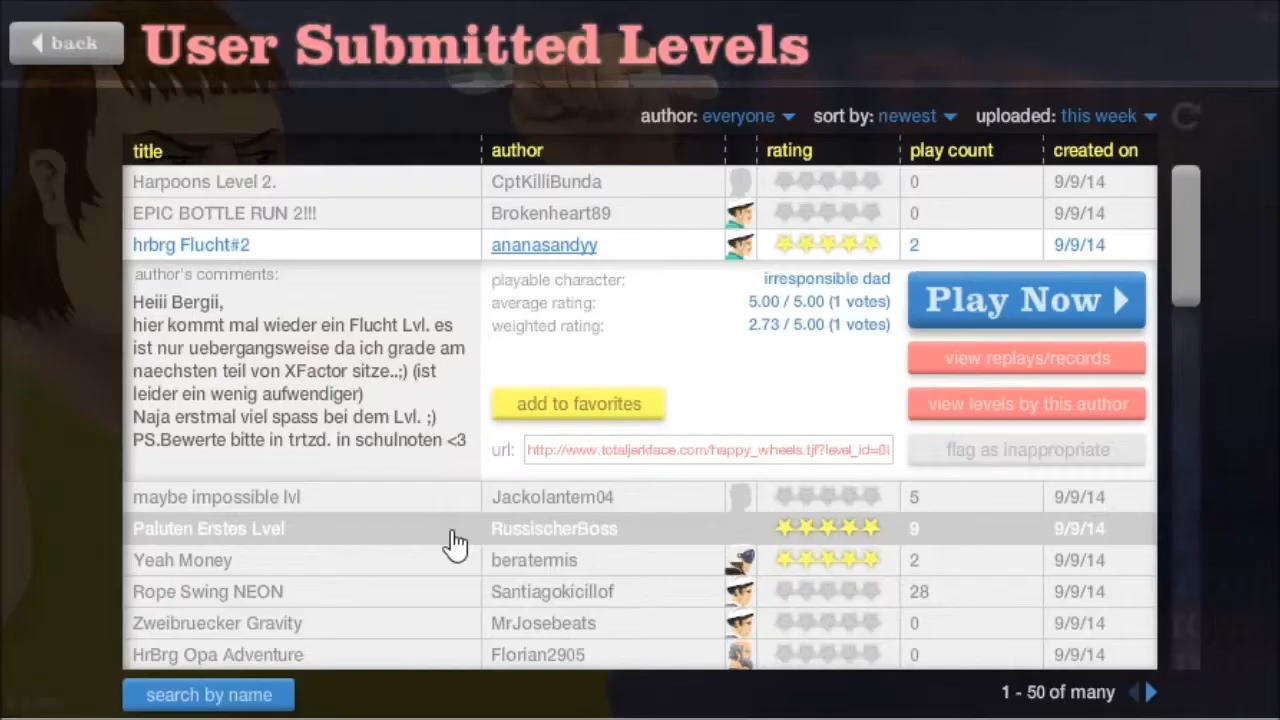 back
User Submitted Levels
author: everyone sort by: newest uploaded: this week
title author rating play count created on
Harpoons Level 2. CptKilliBunda 0 9/9/14
EPIC BOTTLE RUN 2!!! Brokenheart89 0 9/9/14
hrbrg Flucht#2 ananasandyy 2 9/9/14
author's comments:
Heiii Bergii,
hier kommt mal wieder ein Flucht Lvl. es
ist nur uebergangsweise da ich grade am
naechsten teil von XFactor sitze..;) (ist
leider ein wenig aufwendiger)
Naja erstmal viel spass bei dem Lvl. ;)
PS.Bewerte bitte in trtzd. in schulnoten <3
playable character: irresponsible dad
average rating: 5.00 / 5.00 (1 votes)
weighted rating: 2.73 / 5.00 (1 votes)
add to favorites
url: http://www.totaljerkface.com/happy_wheels.tjf?level_id=8
Play Now
view replays/records
view levels by this author
flag as inappropriate
maybe impossible lvl Jackolantern04 5 9/9/14
Paluten Erstes Lvel RussischerBoss 9 9/9/14
Yeah Money beratermis 2 9/9/14
Rope Swing NEON Santiagokicillof 28 9/9/14
Zweibruecker Gravity MrJosebeats 0 9/9/14
HrBrg Opa Adventure Florian2905 0 9/9/14
search by name
1 - 50 of many